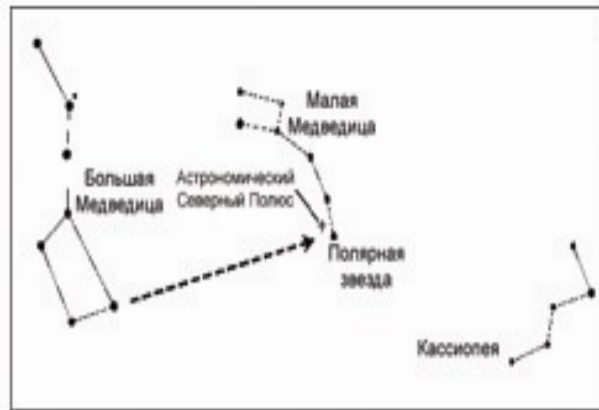 Малая
Медведица
Большая
Медведица
Астрономический
Северный Полюс
Полярная
звезда
Кассиопея